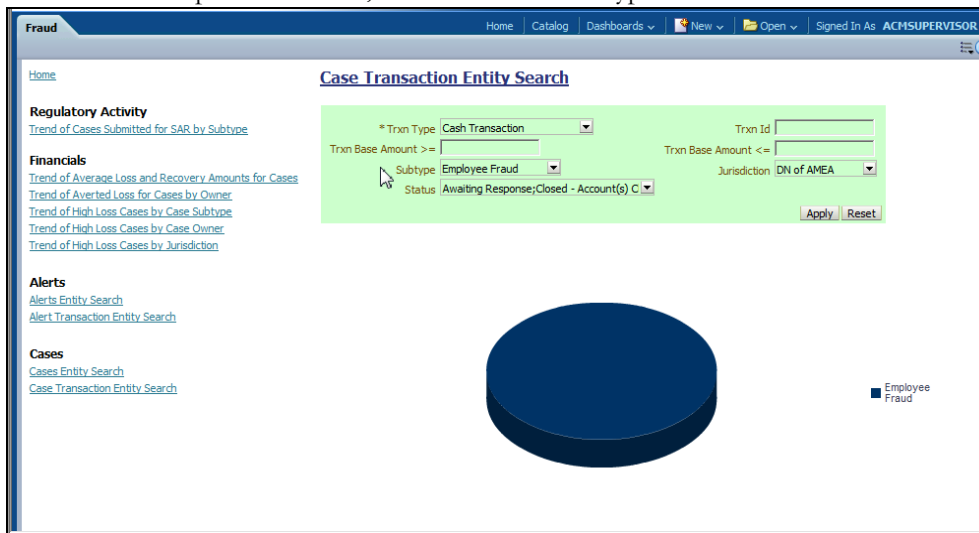 Fraud
Home Catalog Dashboards New Open Signed In As ACMSUPERVISOR
Home
Case Transaction Entity Search
Regulatory Activity
Trend of Cases Submitted for SAR by Subtype
Financials
Trend of Average Loss and Recovery Amounts for Cases
Trend of Averted Loss for Cases by Owner
Trend of High Loss Cases by Case Subtype
Trend of High Loss Cases by Case Owner
Trend of High Loss Cases by Jurisdiction
Alerts
Alerts Entity Search
Alert Transaction Entity Search
Cases
Cases Entity Search
Case Transaction Entity Search
* Trxn Type Cash Transaction Trxn Id
Trxn Base Amount >= Trxn Base Amount <=
Subtype Employee Fraud Jurisdiction DN of AMEA
Status Awaiting Response;Closed - Account(s) C
Apply Reset
Employee
Fraud